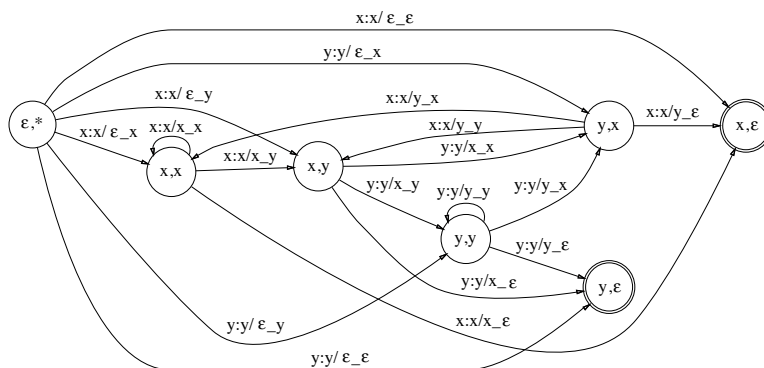 x:x/ ε_ε
y:y/ ε_x
x:x/ ε_y
x:x/y_x
ε,*
x:x/ ε_x
x:x/x_x
x:x/y_y
y,x
x:x/y_ε
x,ε
y:y/x_x
x:x/x_y
x,x
x,y
y:y/x_y
y:y/y_y
y:y/y_x
y,y
y:y/y_ε
y:y/x_ε
y,ε
y:y/ ε_y
x:x/x_ε
y:y/ ε_ε